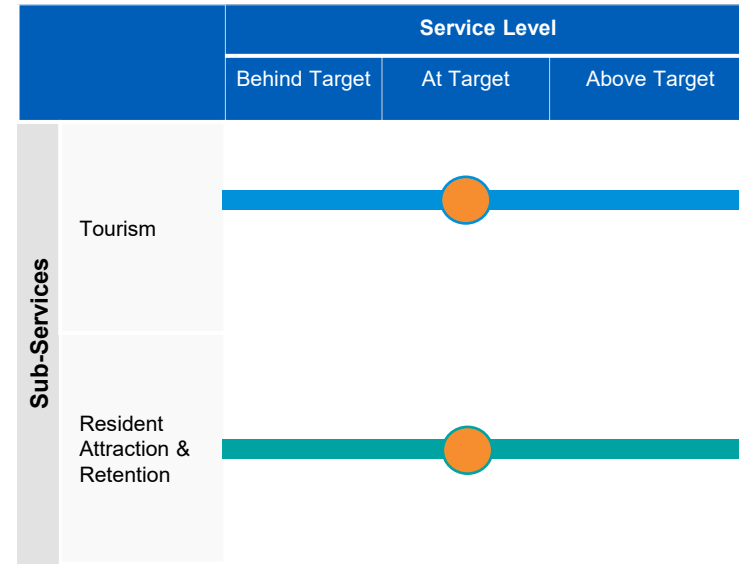 Service Level
Behind Target
At Target
Above Target
Sub-Services
Tourism
Resident
Attraction &
Retention